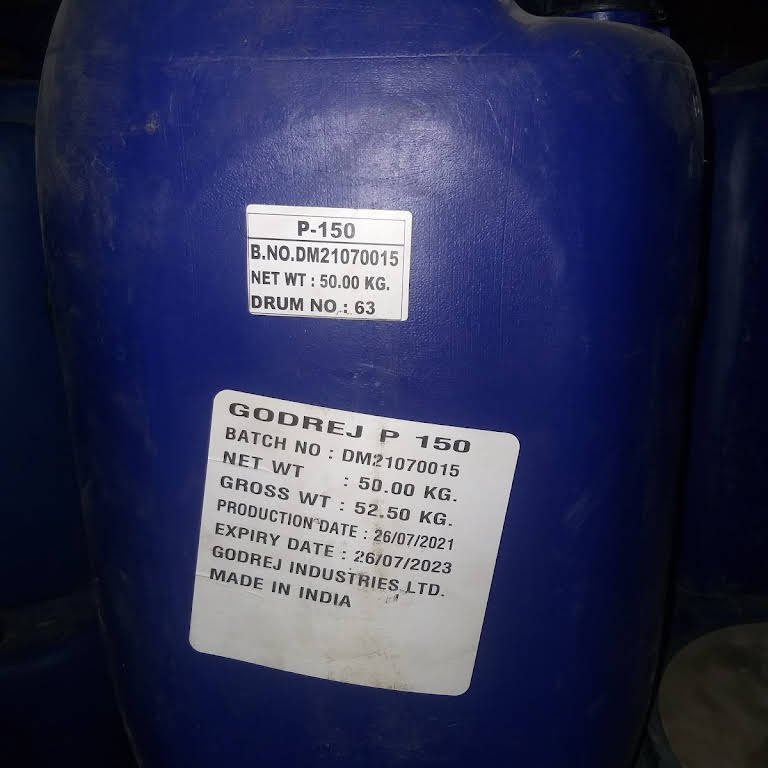 P-150
B.NO.DM21070015
NET WT : 50.00 KG.
DRUM NO : 63
GODREJ P 150
BATCH NO : DM21070015
NET WT : 50.00 KG.
GROSS WT : 52.50 KG.
PRODUCTION DATE : 26/07/2021
EXPIRY DATE : 26/07/2023
GODREJ INDUSTRIES LTD.
MADE IN INDIA